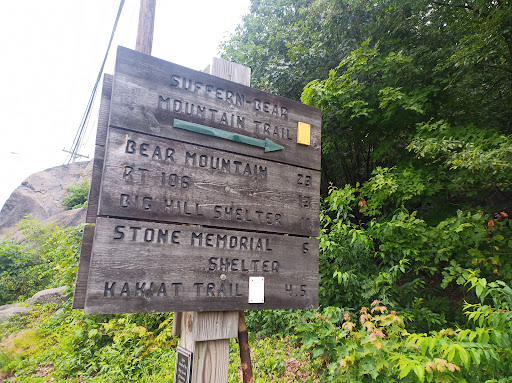 SUFFERN-BEAR
MOUNTAIN TRAIL
BEAR MOUNTAIN 23
RT 106 13
BIG HILL SHELTER
STONE MEMORIAL 6
SHELTER
KAKIAT TRAIL 4.5